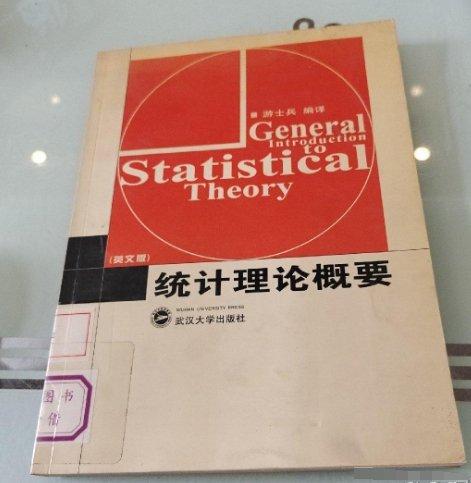 游士兵 编译
General
Introduction
to
Statistical
Theory
(英文版)
统计理论概要
WUHAN UNIVERSITY PRESS
武汉大学出版社
图书
借